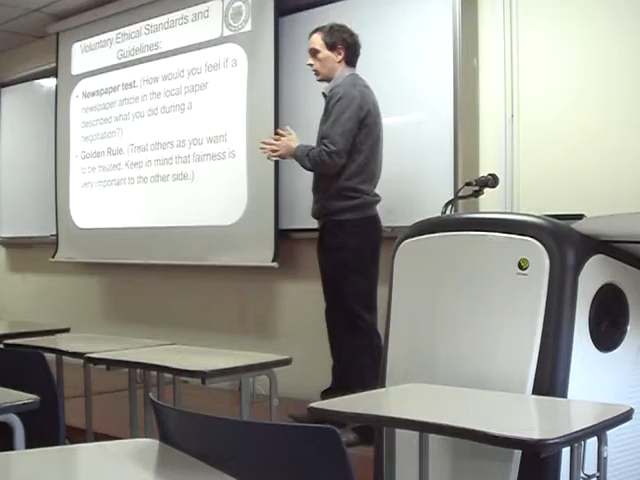 Voluntary Ethical Standards and
Guidelines:
• Newspaper test. (How would you feel if a
newspaper article in the local paper
described what you did during a
negotiation?)
• Golden Rule. (Treat others as you want
to be treated. Keep in mind that fairness is
very important to the other side.)